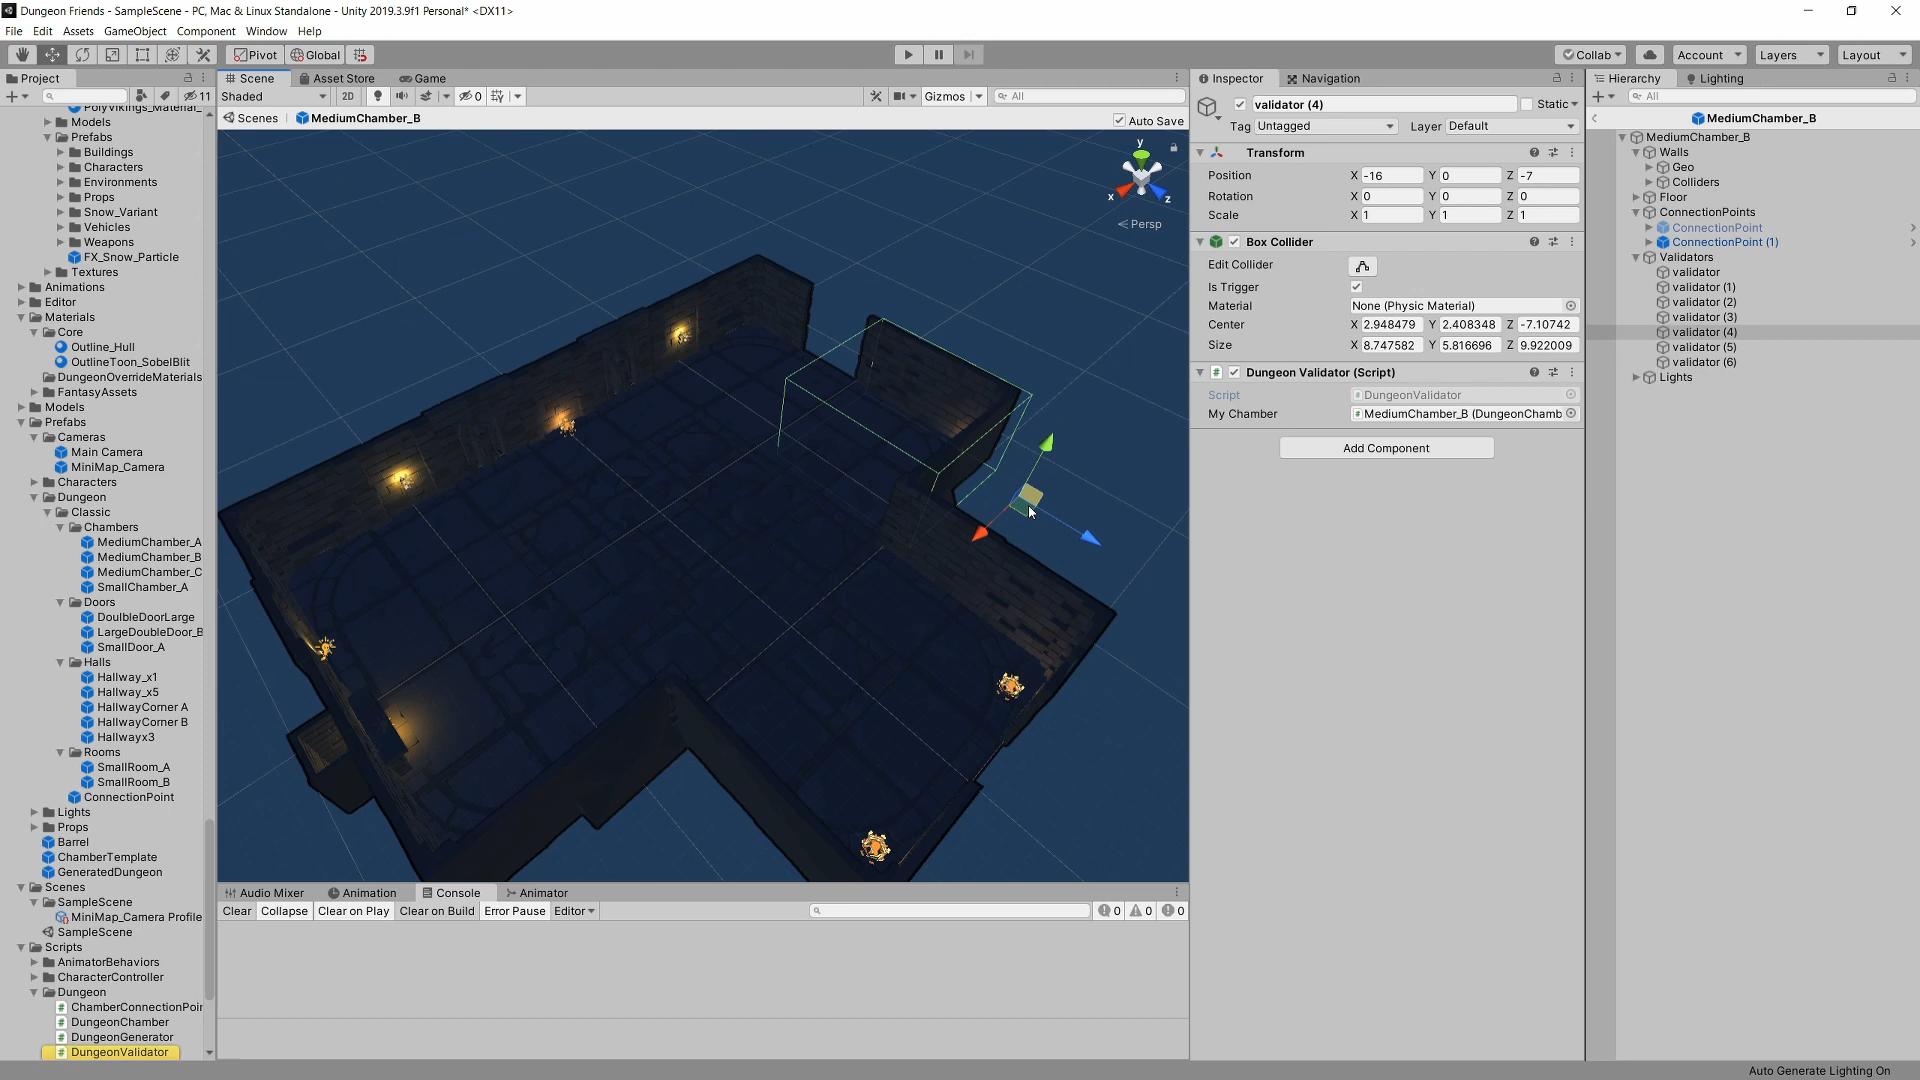 Dungeon Friends - SampleScene - PC, Mac & Linux Standalone - Unity 2019.3.9f1 Personal* <DX11>
File Edit Assets GameObject Component Window Help
Pivot Global Collab Account Layers Layout
Project
11
Models
Prefabs
Buildings
Characters
Environments
Props
Snow_Variant
Vehicles
Weapons
FX_Snow_Particle
Textures
Animations
Editor
Materials
Core
Outline_Hull
OutlineToon_SobelBlit
DungeonOverrideMaterials
FantasyAssets
Models
Prefabs
Cameras
Main Camera
MiniMap_Camera
Characters
Dungeon
Classic
Chambers
MediumChamber_A
MediumChamber_B
MediumChamber_C
SmallChamber_A
Doors
DoulbleDoorLarge
LargeDoubleDoor_B
SmallDoor_A
Halls
Hallway_x1
Hallway_x5
HallwayCorner A
HallwayCorner B
Hallwayx3
Rooms
SmallRoom_A
SmallRoom_B
ConnectionPoint
Lights
Props
Barrel
ChamberTemplate
GeneratedDungeon
Scenes
SampleScene
MiniMap_Camera Profile
SampleScene
Scripts
AnimatorBehaviors
CharacterController
Dungeon
ChamberConnectionPoin
DungeonChamber
DungeonGenerator
DungeonValidator
Scene Asset Store Game
Shaded 2D 0 Gizmos All
Scenes MediumChamber_B Auto Save
y
x z
Persp
Audio Mixer Animation Console Animator
Clear Collapse Clear on Play Clear on Build Error Pause Editor 0 0 0
Inspector Navigation
validator (4) Static
Tag Untagged Layer Default
Transform
Position X -16 Y 0 Z -7
Rotation X 0 Y 0 Z 0
Scale X 1 Y 1 Z 1
Box Collider
Edit Collider
Is Trigger
Material None (Physic Material)
Center X 2.948479 Y 2.408348 Z -7.10742
Size X 8.747582 Y 5.816696 Z 9.922009
Dungeon Validator (Script)
Script DungeonValidator
My Chamber MediumChamber_B (DungeonChamb
Add Component
Hierarchy Lighting
All
MediumChamber_B
MediumChamber_B
Walls
Geo
Colliders
Floor
ConnectionPoints
ConnectionPoint
ConnectionPoint (1)
Validators
validator
validator (1)
validator (2)
validator (3)
validator (4)
validator (5)
validator (6)
Lights
Auto Generate Lighting On